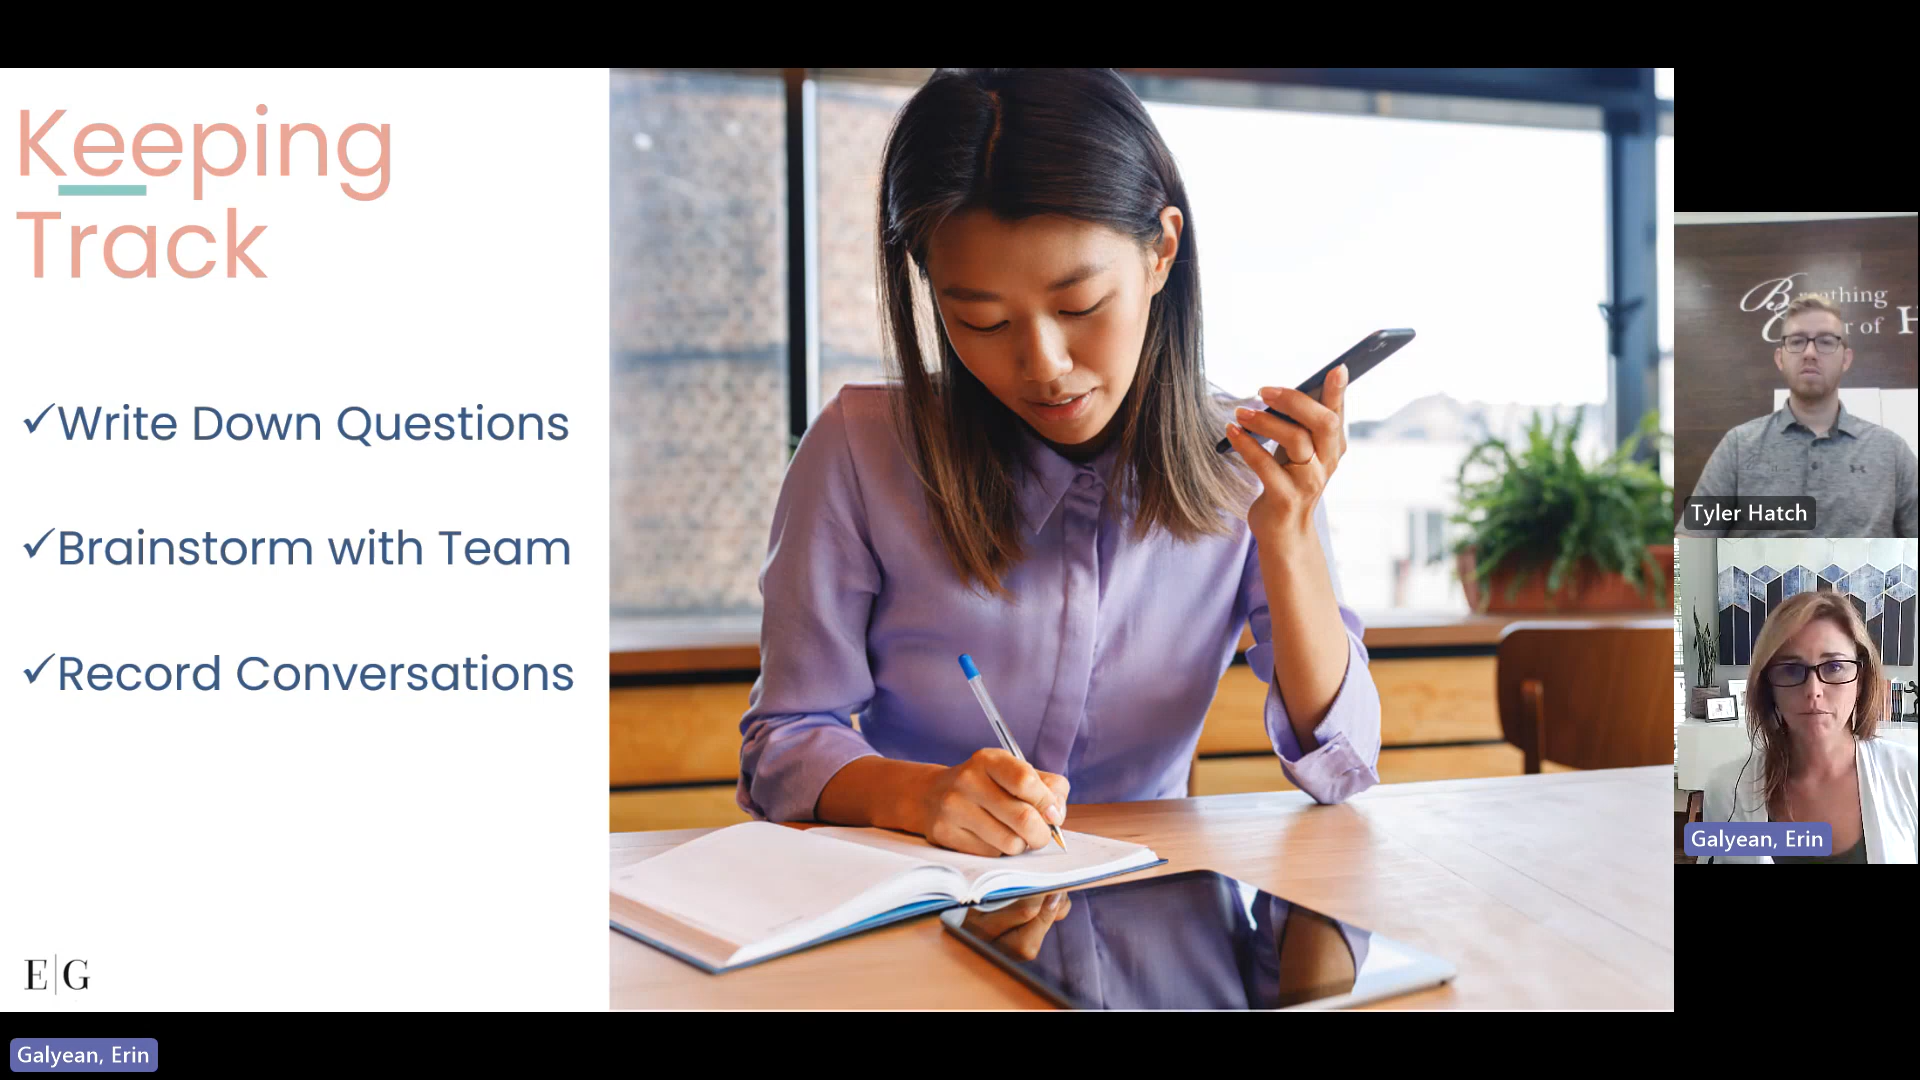 Keeping
Track
✓Write Down Questions
✓Brainstorm with Team
✓Record Conversations
E|G
Galyean, Erin
Tyler Hatch
Galyean, Erin